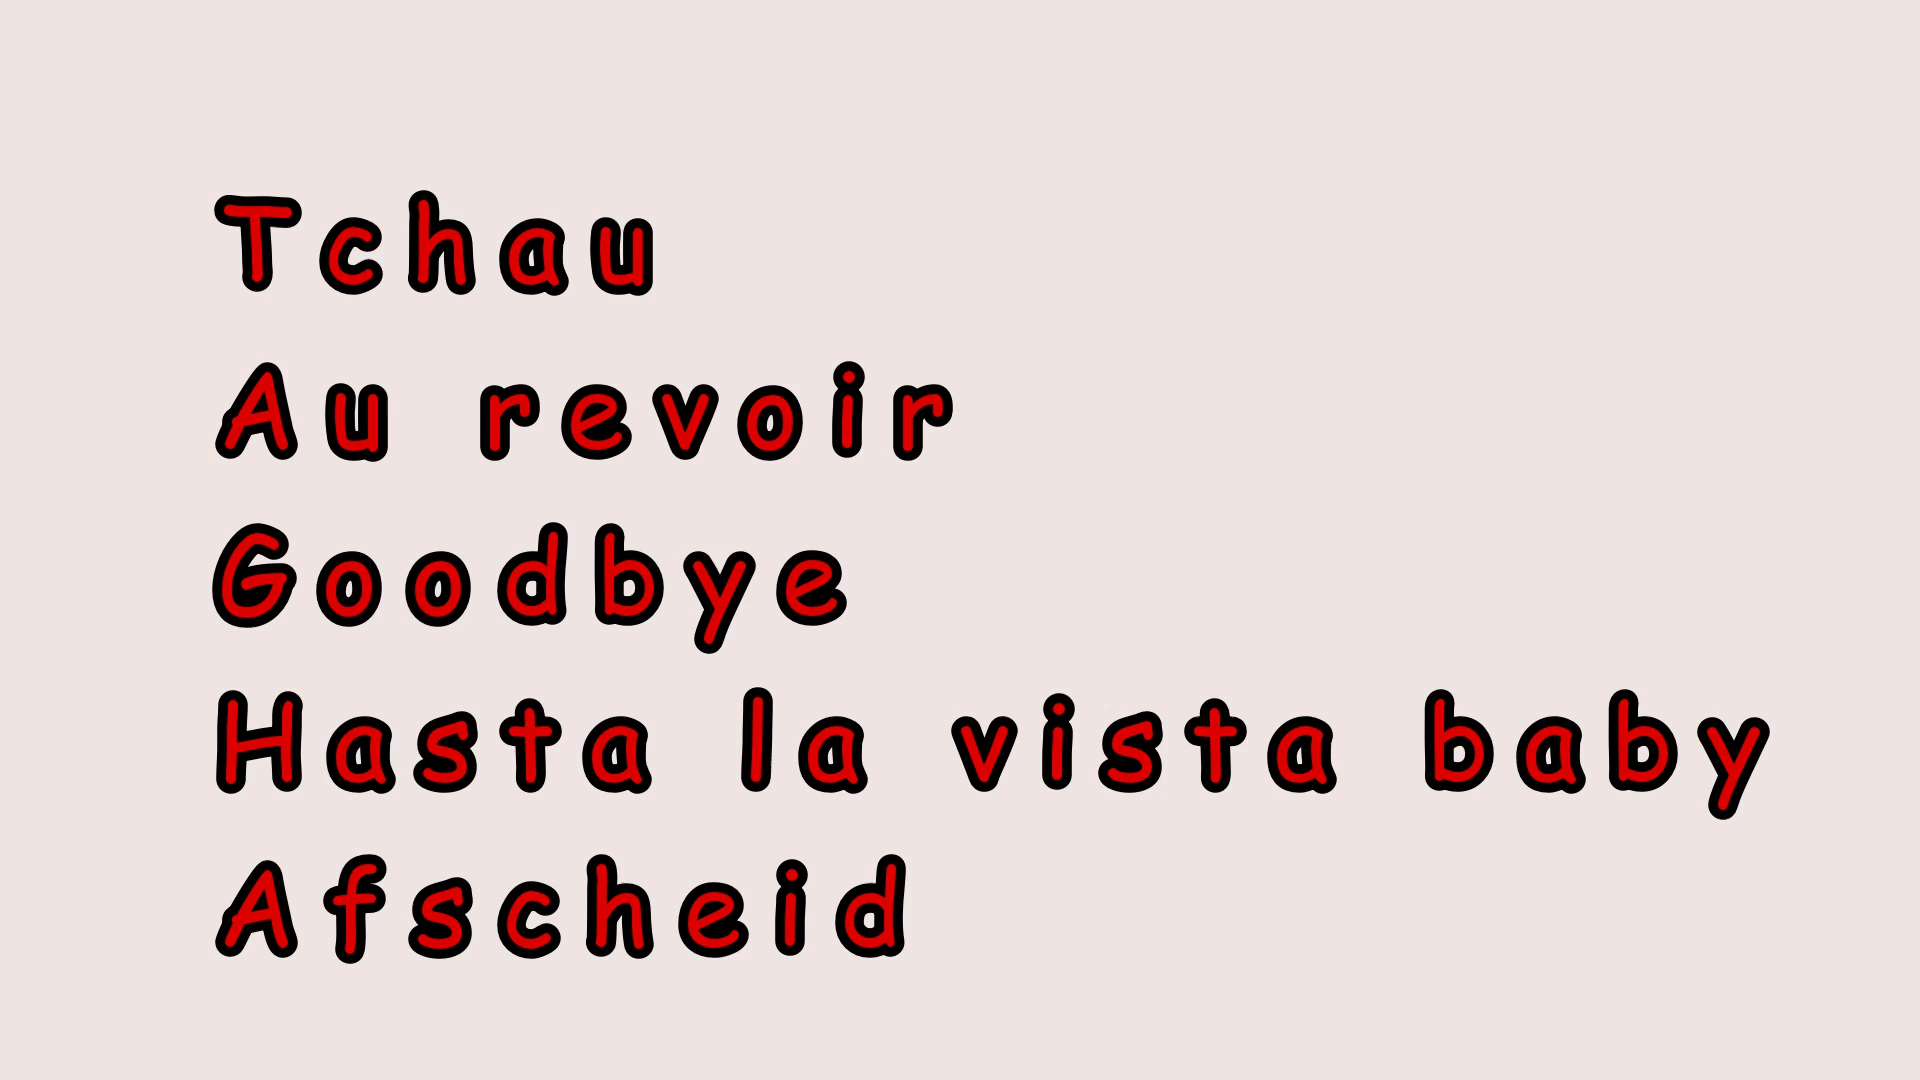 Tchau
Au revoir
Goodbye
Hasta la vista baby
Afscheid